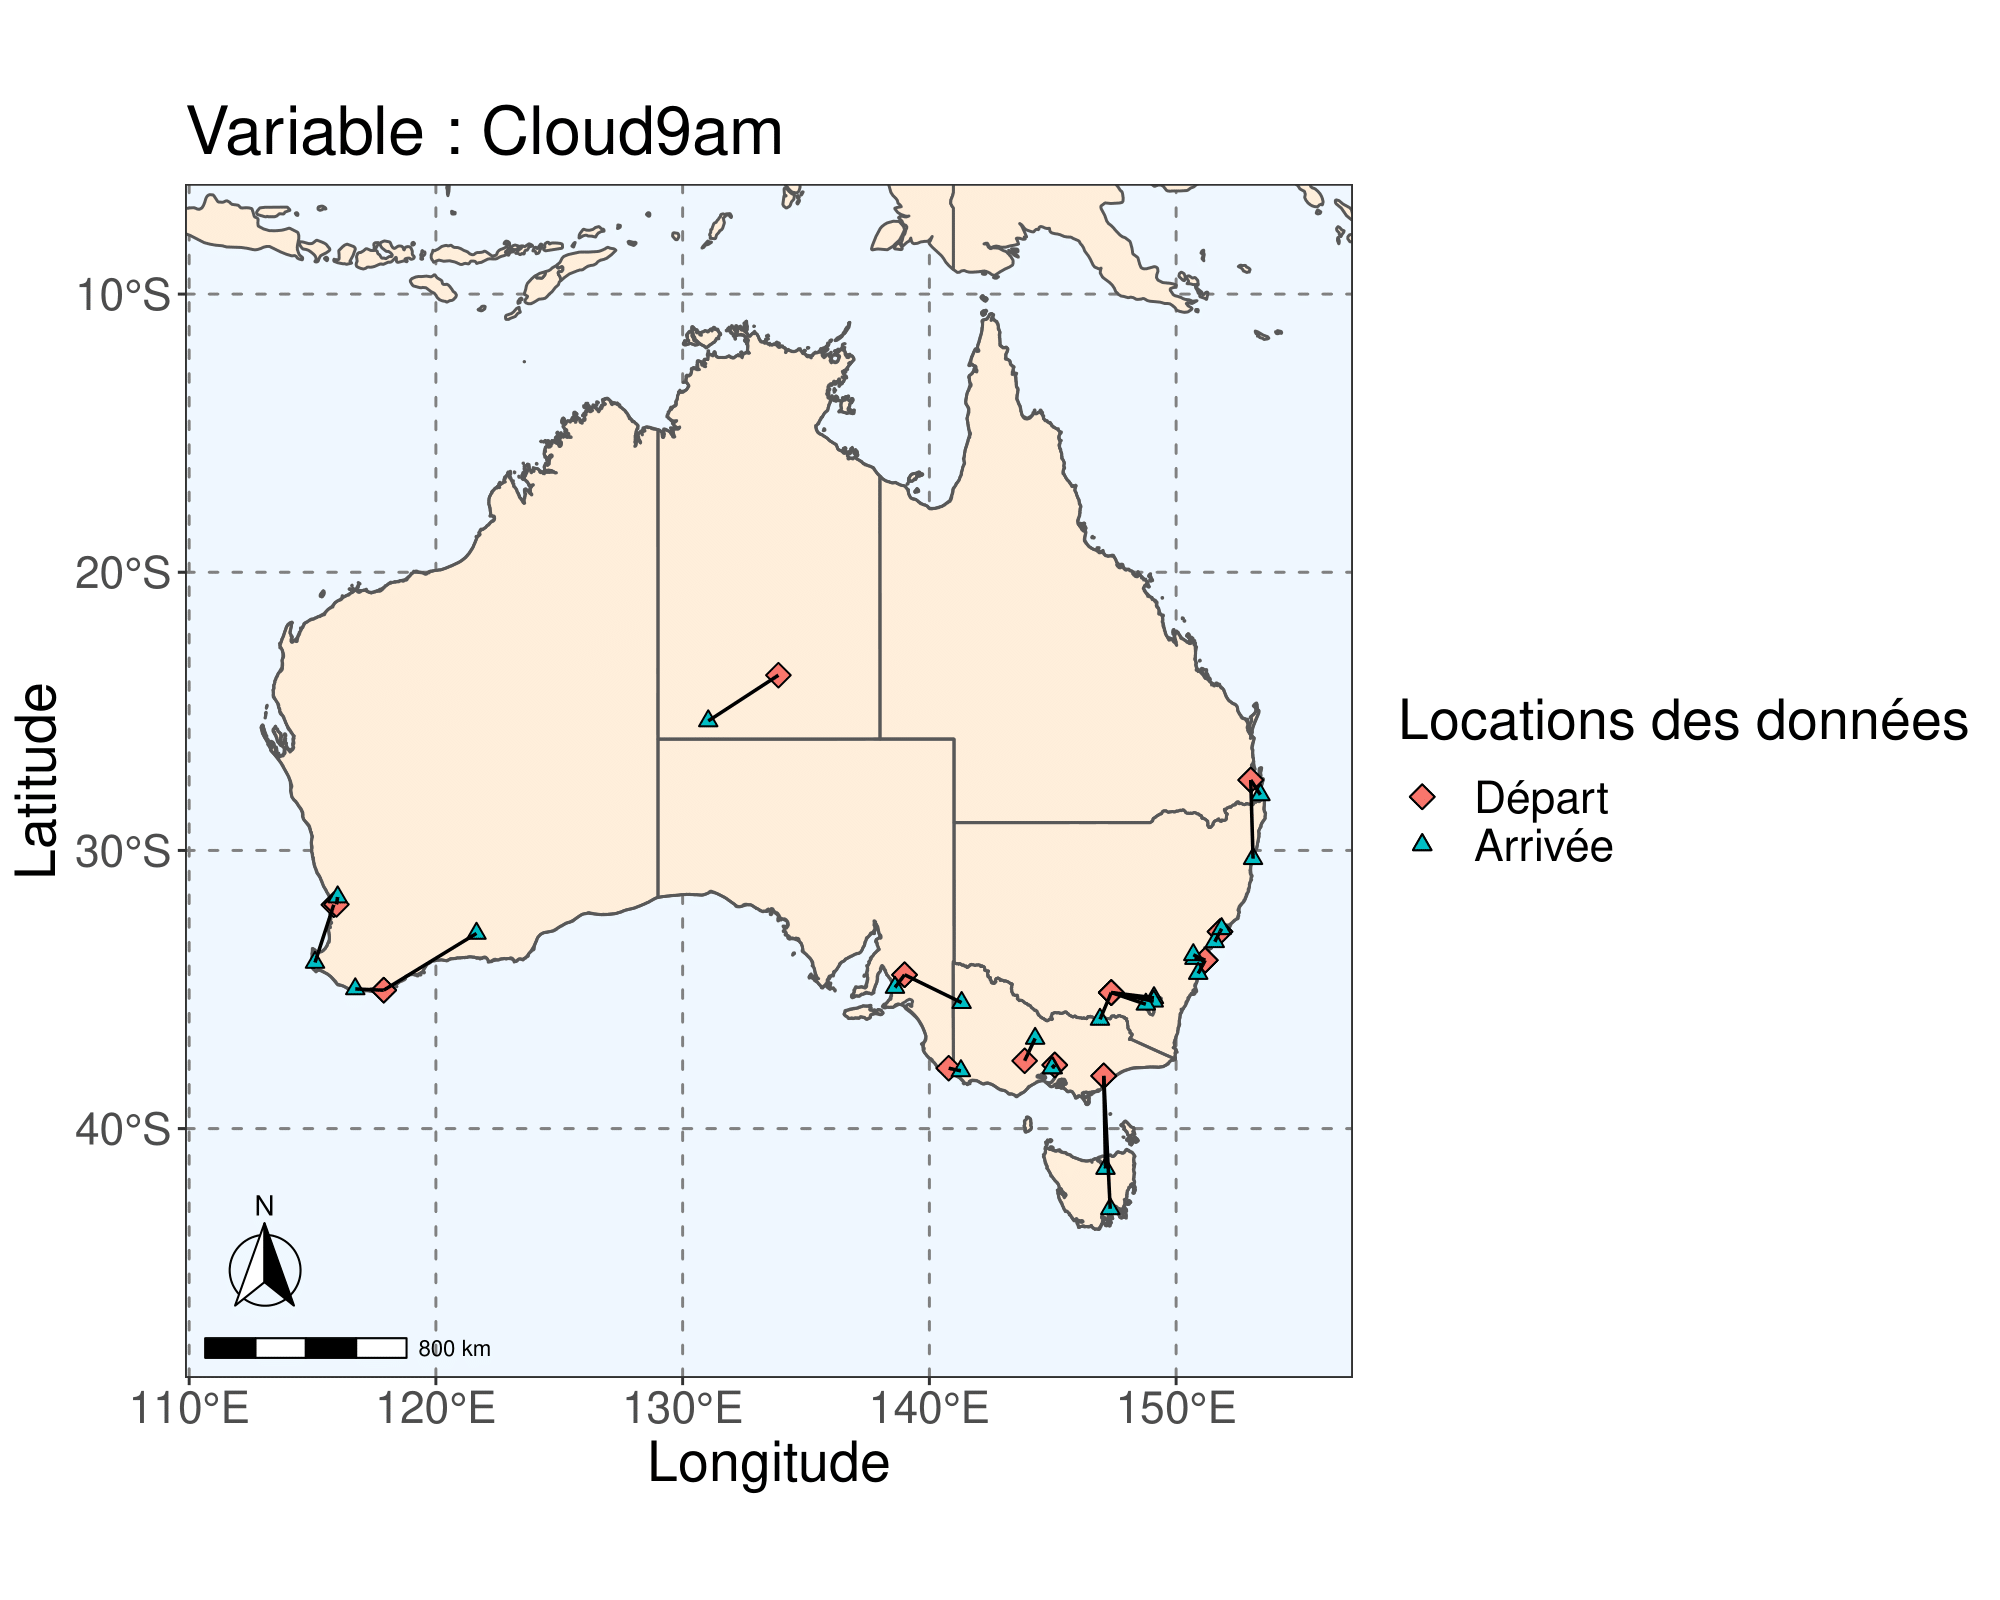 Variable : Cloud9am
10°S
20°S
30°S
40°S
Latitude
N
800 km
110°E
120°E
130°E
140°E
150°E
Longitude
Locations des données
Départ
Arrivée